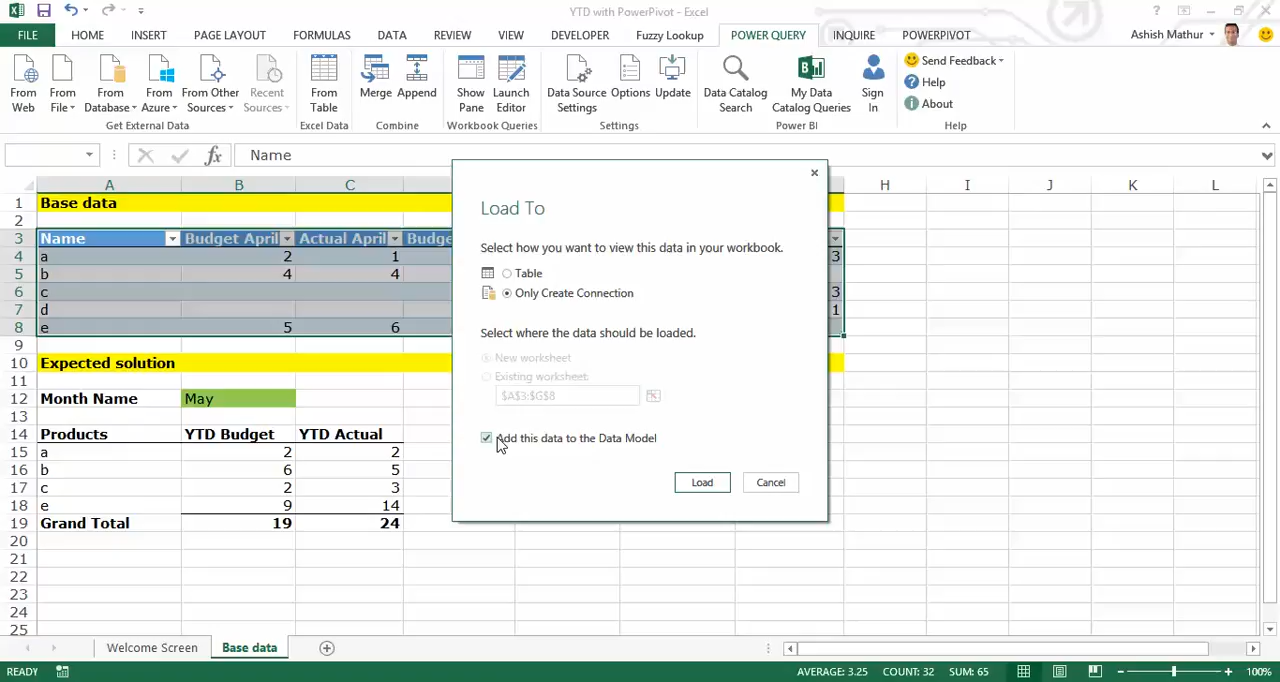 YTD with PowerPivot - Excel
FILE HOME INSERT PAGE LAYOUT FORMULAS DATA REVIEW VIEW DEVELOPER Fuzzy Lookup POWER QUERY INQUIRE POWERPIVOT Ashish Mathur
From Web
From File
From Database
From Azure
From Other Sources
Recent Sources
From Table
Merge
Append
Show Pane
Launch Editor
Data Source Settings
Options
Update
Data Catalog Search
My Data Catalog Queries
Sign In
Send Feedback
Help
About
Get External Data Excel Data Combine Workbook Queries Settings Power BI Help
fx Name
A B C H I J K L
1 Base data
2
3 Name Budget April Actual April Budge
4 a 2 1 3
5 b 4 4
6 c 3
7 d 1
8 e 5 6
9
10 Expected solution
11
12 Month Name May
13
14 Products YTD Budget YTD Actual
15 a 2 2
16 b 6 5
17 c 2 3
18 e 9 14
19 Grand Total 19 24
20
21
22
23
24
25
Load To
Select how you want to view this data in your workbook.
Table
Only Create Connection
Select where the data should be loaded.
New worksheet
Existing worksheet:
$A$3:$G$8
Add this data to the Data Model
Load Cancel
Welcome Screen Base data
READY AVERAGE: 3.25 COUNT: 32 SUM: 65 100%